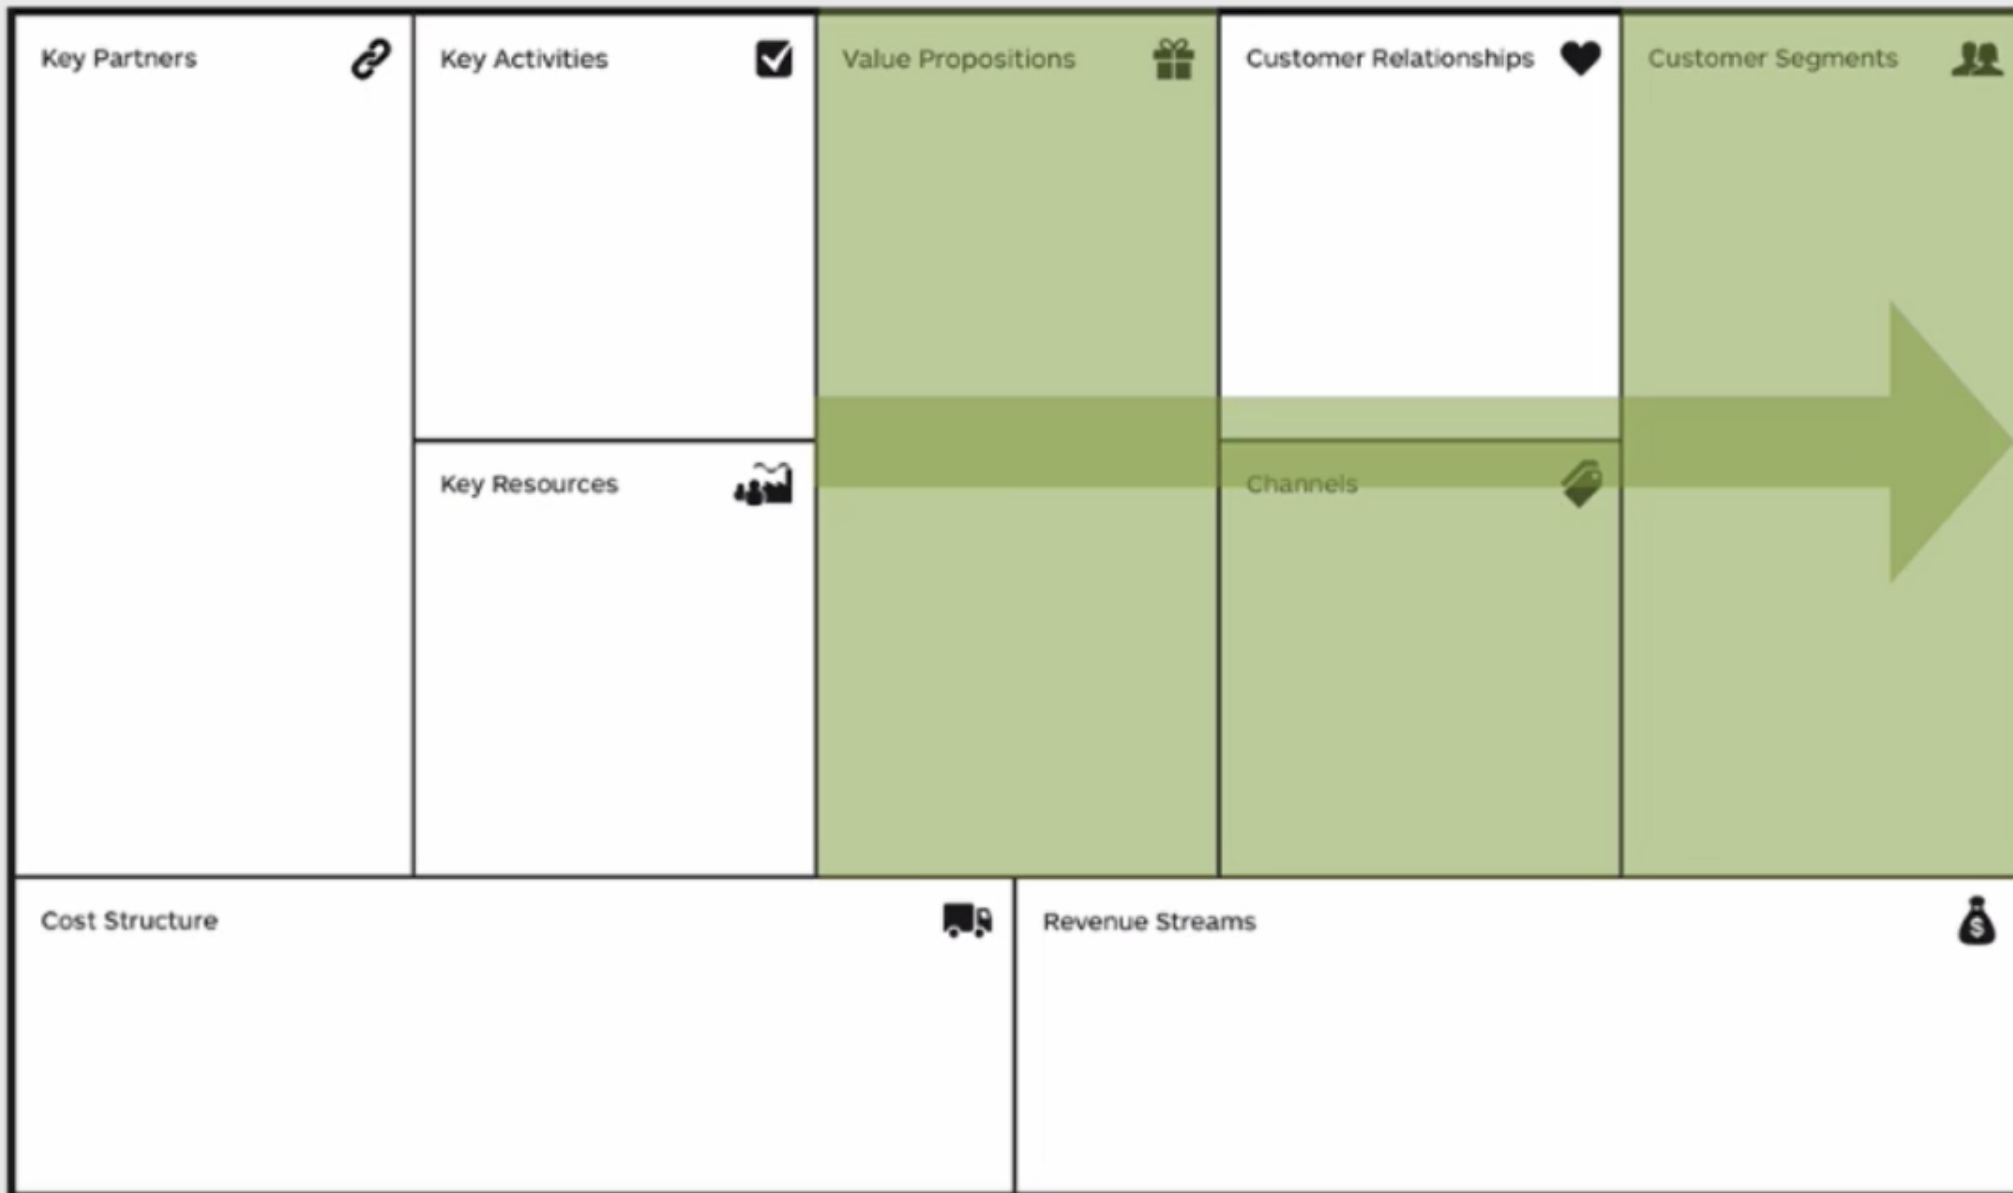 Key Partners
Key Activities
Value Propositions
Customer Relationships
Customer Segments
Key Resources
Channels
Cost Structure
Revenue Streams
$